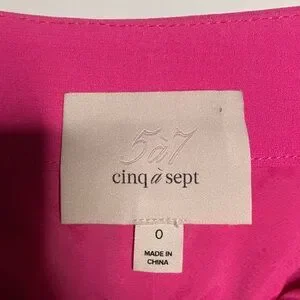 5à7
cinq à sept
0
MADE IN
CHINA